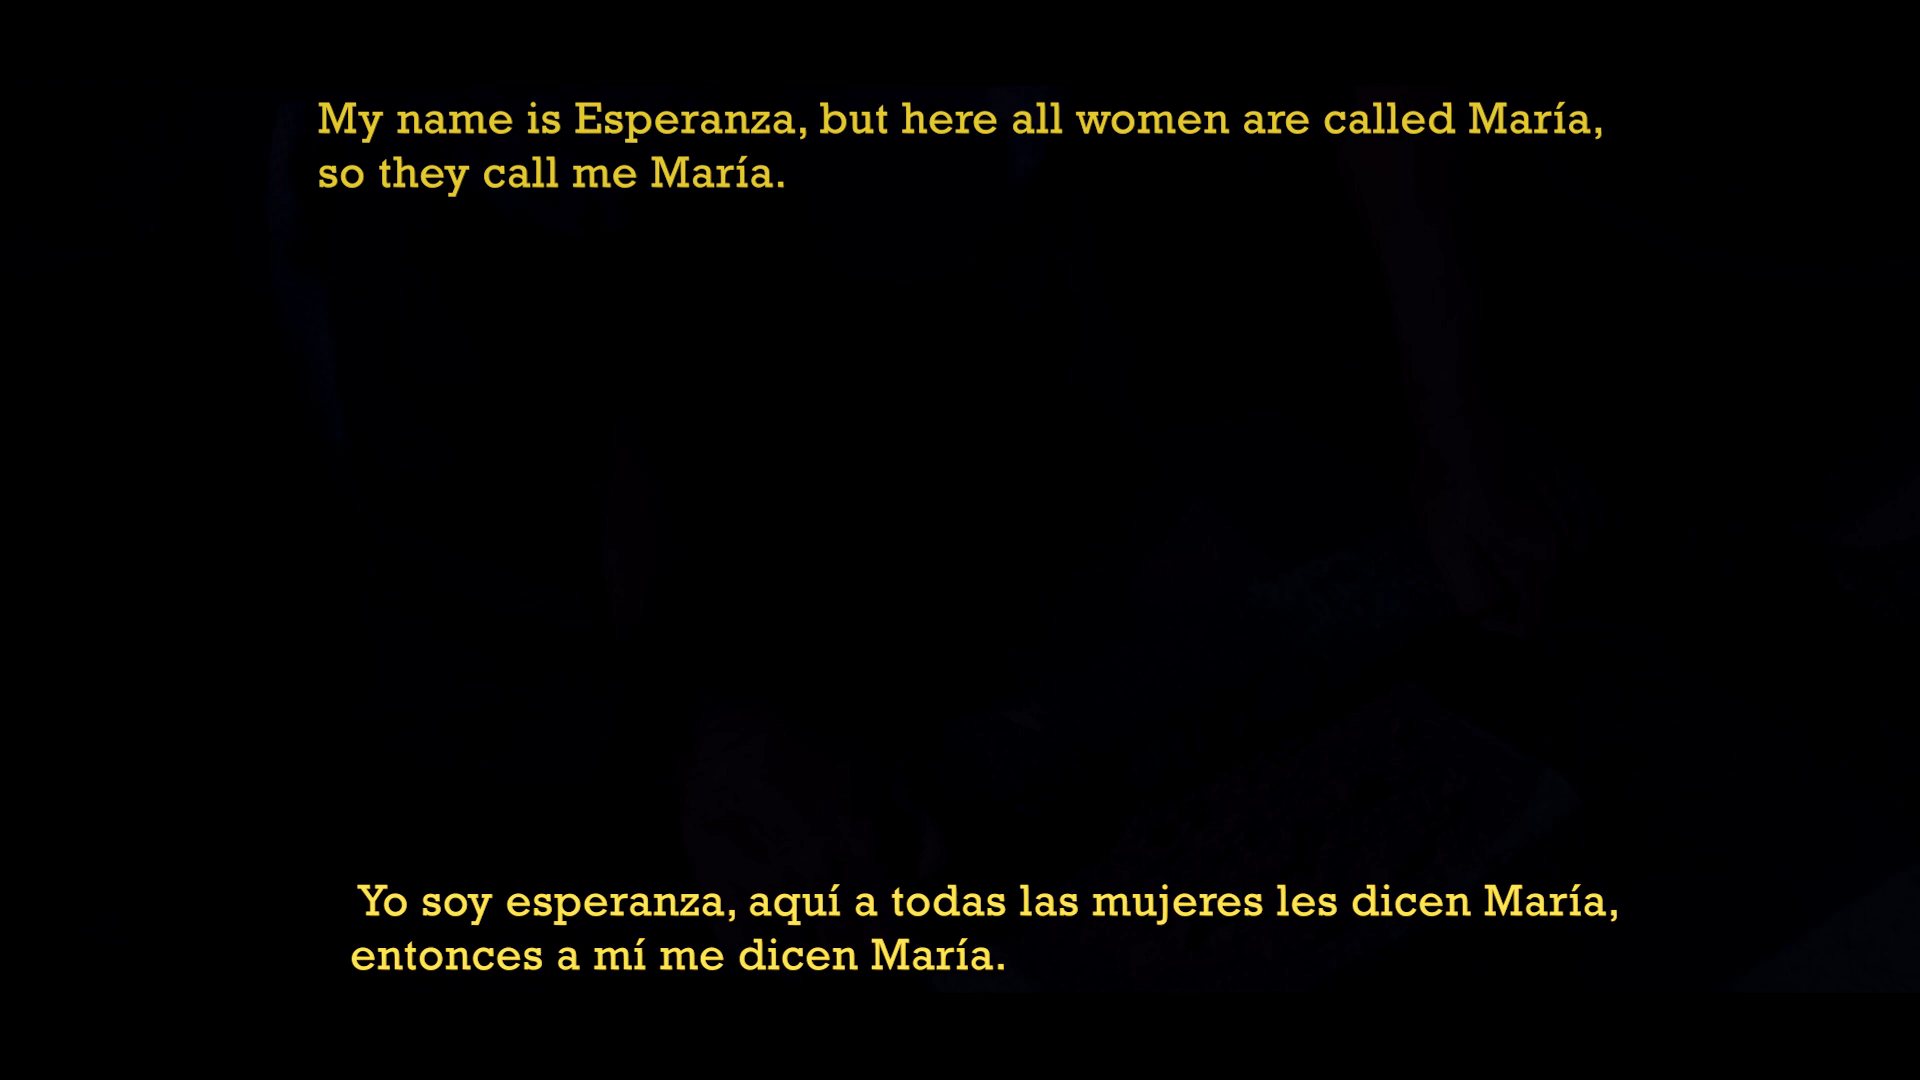 My name is Esperanza, but here all women are called María,
so they call me María.
Yo soy esperanza, aquí a todas las mujeres les dicen María,
entonces a mí me dicen María.